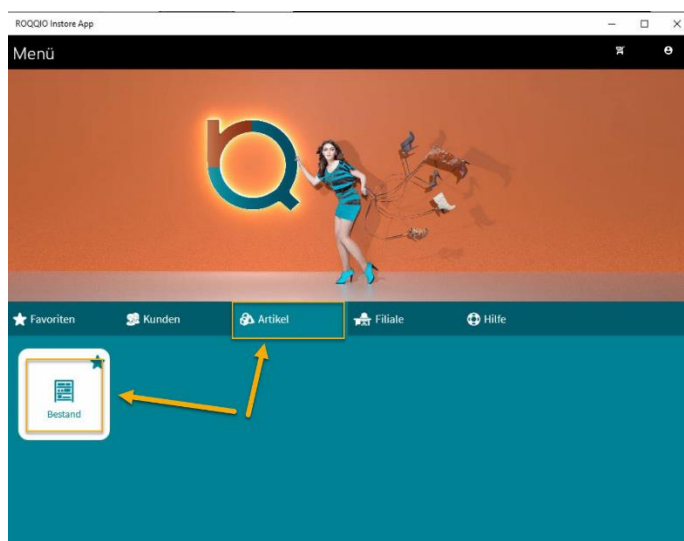 ROQQIO Instore App
Menü
Favoriten Kunden Artikel Filiale Hilfe
Bestand